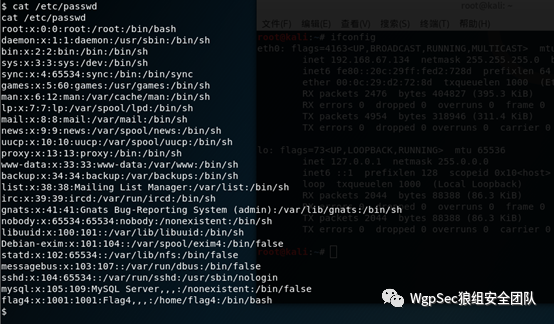 $ cat /etc/passwd
cat /etc/passwd
root:x:0:0:root:/root:/bin/bash
daemon:x:1:1:daemon:/usr/sbin:/bin/sh
bin:x:2:2:bin:/bin:/bin/sh
sys:x:3:3:sys:/dev:/bin/sh
sync:x:4:65534:sync:/bin:/bin/sync
games:x:5:60:games:/usr/games:/bin/sh
man:x:6:12:man:/var/cache/man:/bin/sh
lp:x:7:7:lp:/var/spool/lpd:/bin/sh
mail:x:8:8:mail:/var/mail:/bin/sh
news:x:9:9:news:/var/spool/news:/bin/sh
uucp:x:10:10:uucp:/var/spool/uucp:/bin/sh
proxy:x:13:13:proxy:/bin:/bin/sh
www-data:x:33:33:www-data:/var/www:/bin/sh
backup:x:34:34:backup:/var/backups:/bin/sh
list:x:38:38:Mailing List Manager:/var/list:/bin/sh
irc:x:39:39:ircd:/var/run/ircd:/bin/sh
gnats:x:41:41:Gnats Bug-Reporting System (admin):/var/lib/gnats:/bin/sh
nobody:x:65534:65534:nobody:/nonexistent:/bin/sh
libuuid:x:100:101::/var/lib/libuuid:/bin/sh
Debian-exim:x:101:104::/var/spool/exim4:/bin/false
statd:x:102:65534::/var/lib/nfs:/bin/false
messagebus:x:103:107::/var/run/dbus:/bin/false
sshd:x:104:65534::/var/run/sshd:/usr/sbin/nologin
mysql:x:105:109:MySQL Server,,,:/nonexistent:/bin/false
flag4:x:1001:1001:Flag4,,,:/home/flag4:/bin/bash
$
root@kali: ~
文件(F) 编辑(E) 查看(V) 搜索(S) 终端(T) 帮助(H)
root@kali:~# ifconfig
eth0: flags=4163<UP,BROADCAST,RUNNING,MULTICAST> mtu
inet 192.168.67.134 netmask 255.255.255.0
inet6 fe80::20c:29ff:fed2:728d prefixlen 64
ether 00:0c:29:d2:72:8d txqueuelen 1000
RX packets 2476 bytes 404827 (395.3 KiB)
RX errors 0 dropped 0 overruns 0 frame 0
TX packets 4954 bytes 318946 (311.4 KiB)
TX errors 0 dropped 0 overruns 0 carrier 0
lo: flags=73<UP,LOOPBACK,RUNNING> mtu 65536
inet 127.0.0.1 netmask 255.0.0.0
inet6 ::1 prefixlen 128 scopeid 0x10<host>
loop txqueuelen 1000 (Local Loopback)
RX packets 2044 bytes 88388 (86.3 KiB)
RX errors 0 dropped 0 overruns 0 frame 0
TX packets 2044 bytes 88388 (86.3 KiB)
TX errors 0 dropped 0 overruns 0 carrier 0
root@kali:~#
WgpSec狼组安全团队